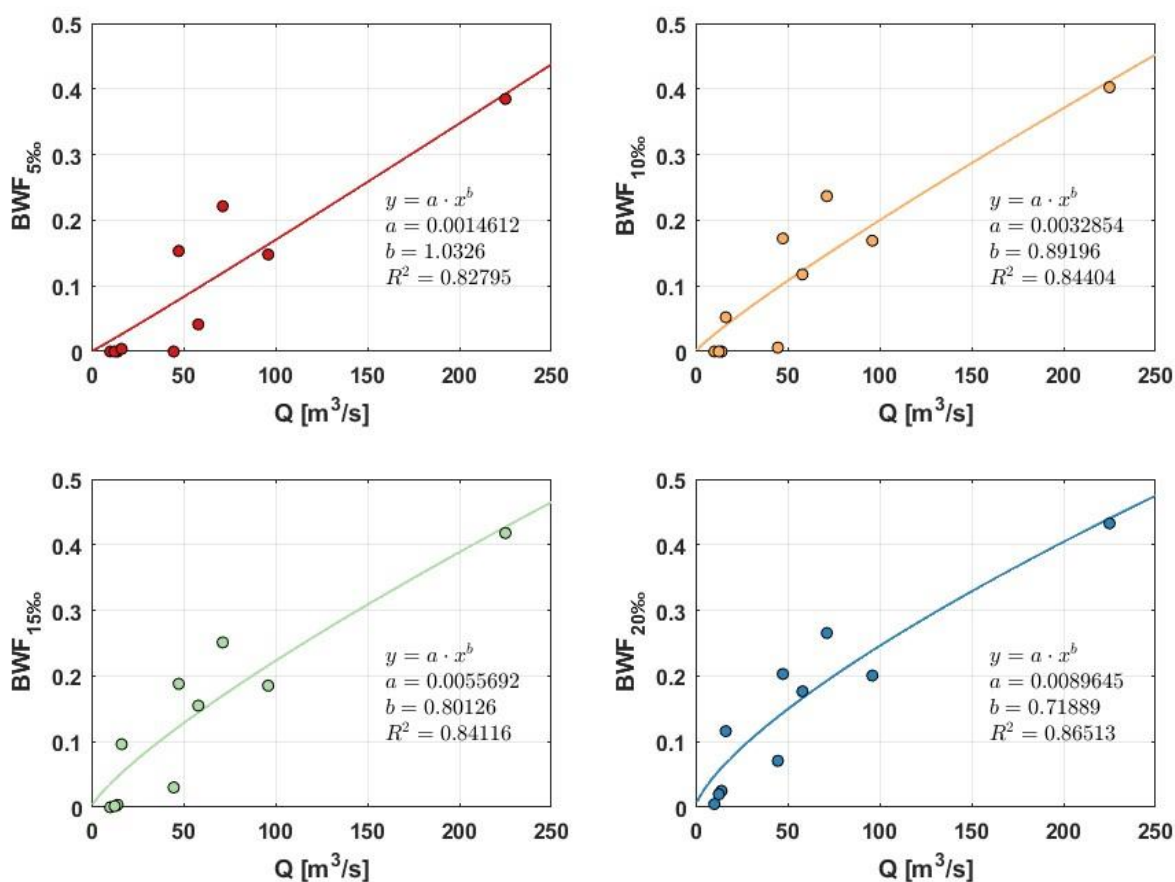 0.5
0.4
0.3
0.2
0.1
0
BWF5‰
y = a · x^b
a = 0.0014612
b = 1.0326
R^2 = 0.82795
0 50 100 150 200 250
Q [m^3/s]
0.5
0.4
0.3
0.2
0.1
0
BWF10‰
y = a · x^b
a = 0.0032854
b = 0.89196
R^2 = 0.84404
0 50 100 150 200 250
Q [m^3/s]
0.5
0.4
0.3
0.2
0.1
0
BWF15‰
y = a · x^b
a = 0.0055692
b = 0.80126
R^2 = 0.84116
0 50 100 150 200 250
Q [m^3/s]
0.5
0.4
0.3
0.2
0.1
0
BWF20‰
y = a · x^b
a = 0.0089645
b = 0.71889
R^2 = 0.86513
0 50 100 150 200 250
Q [m^3/s]